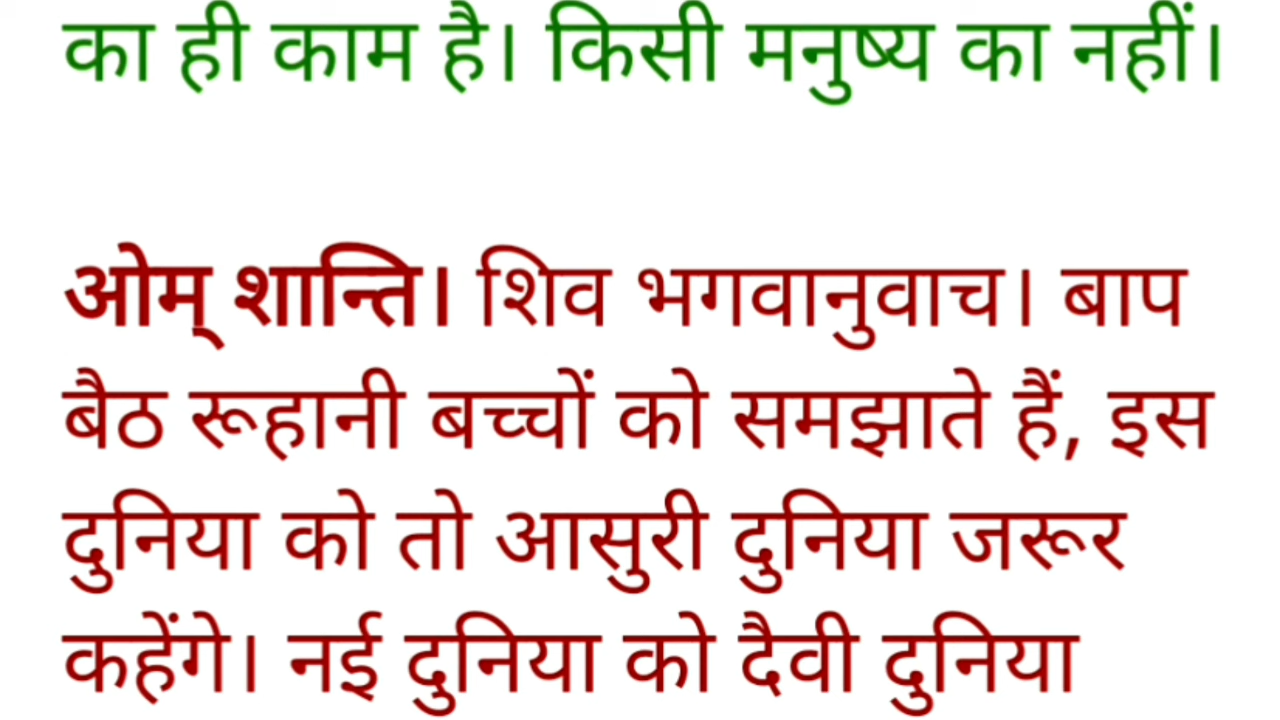 का ही काम है। किसी मनुष्य का नहीं।
ओम् शान्ति। शिव भगवानुवाच। बाप
बैठ रूहानी बच्चों को समझाते हैं, इस
दुनिया को तो आसुरी दुनिया जरूर
कहेंगे। नई दुनिया को दैवी दुनिया